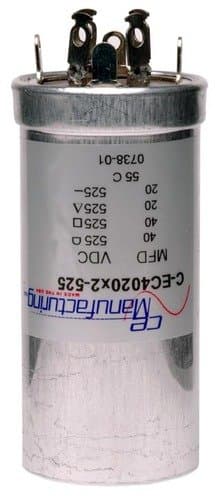 CE
Manufacturing
MADE IN THE USA
C-EC4020x2-525
MFD VDC
40 525 Ω
40 525 □
20 525 Δ
20 525 –
55 C
0738-01